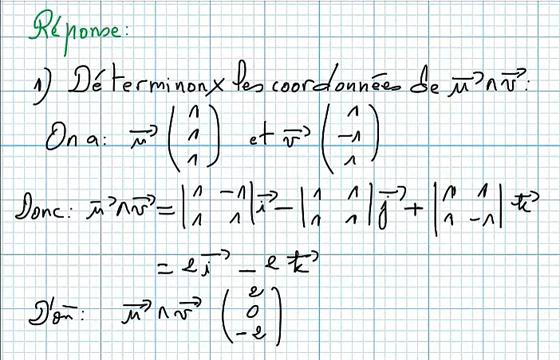 Réponse:
1) Déterminons les coordonnées de u→∧v→:
On a: u→ (1 1 1) et v→ (1 -1 1)
Donc: u→∧v→ = |1 -1; 1 1| i→ - |1 1; 1 1| j→ + |1 1; 1 -1| k→
= 2i→ - 2k→
D'où: u→∧v→ (2 0 -2)